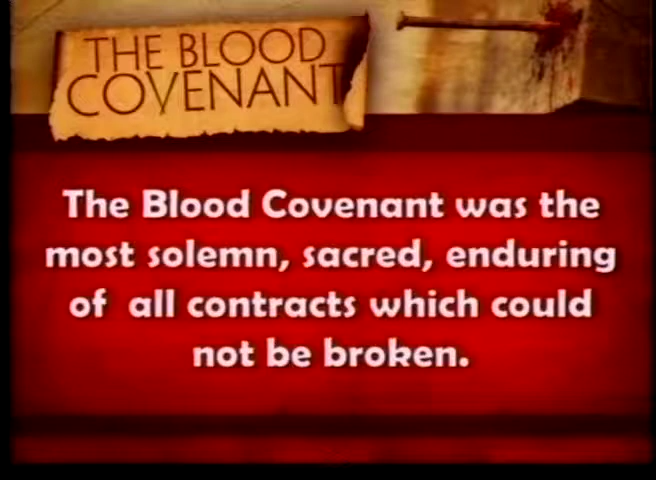 THE BLOOD
COVENANT
The Blood Covenant was the
most solemn, sacred, enduring
of all contracts which could
not be broken.